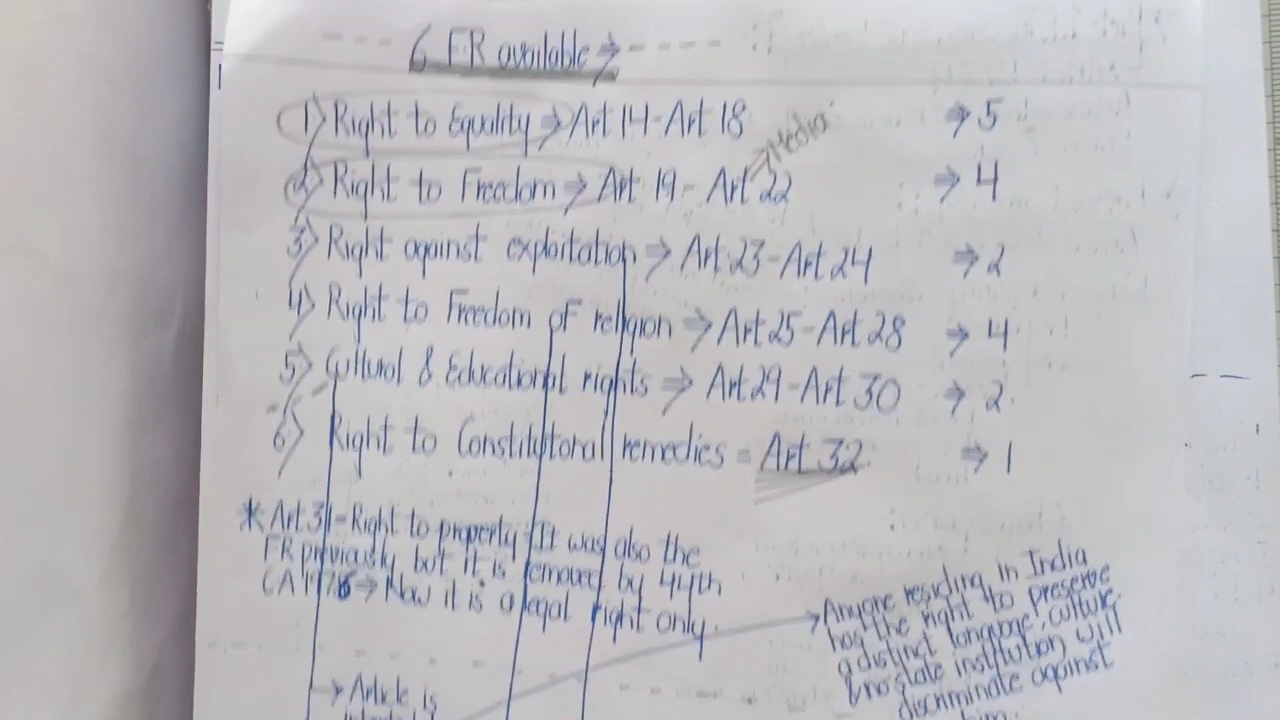 6 FR available ⇒
1) Right to Equality ⇒ Art 14-Art 18 ⇒ 5
→Media
2) Right to Freedom ⇒ Art 19 - Art 22 ⇒ 4
3) Right against exploitation ⇒ Art 23-Art 24 ⇒ 2
4) Right to Freedom of religion ⇒ Art 25-Art 28 ⇒ 4
5) Cultural & Educational rights ⇒ Art 29-Art 30 ⇒ 2
6) Right to Constitutoral remedies = Art 32 ⇒ 1
* Art 31-Right to property It was also the
FR previously but it is removed by 44th
CA → Now it is a legal right only.
→ Anyone residing in India
has the right to preserve
a distinct language, culture
& no state institution will
discriminate against
him
→ Article is